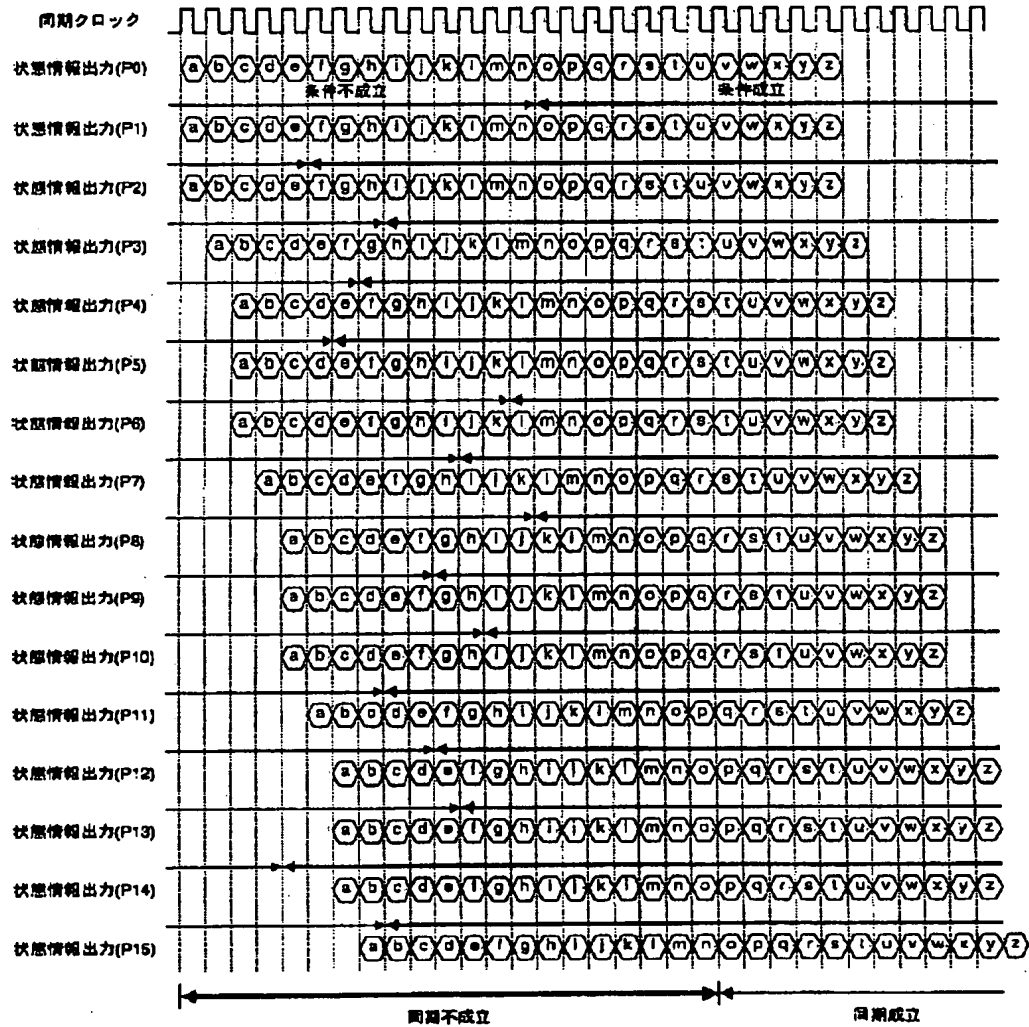 同期クロック
状態情報出力(P0) a b c d e f g h i j k l m n o p q r s t u v w x y z
条件不成立 条件成立
状態情報出力(P1) a b c d e f g h i j k l m n o p q r s t u v w x y z
状態情報出力(P2) a b c d e f g h i j k l m n o p q r s t u v w x y z
状態情報出力(P3) a b c d e f g h i j k l m n o p q r s t u v w x y z
状態情報出力(P4) a b c d e f g h i j k l m n o p q r s t u v w x y z
状態情報出力(P5) a b c d e f g h i j k l m n o p q r s t u v w x y z
状態情報出力(P6) a b c d e f g h i j k l m n o p q r s t u v w x y z
状態情報出力(P7) a b c d e f g h i j k l m n o p q r s t u v w x y z
状態情報出力(P8) a b c d e f g h i j k l m n o p q r s t u v w x y z
状態情報出力(P9) a b c d e f g h i j k l m n o p q r s t u v w x y z
状態情報出力(P10) a b c d e f g h i j k l m n o p q r s t u v w x y z
状態情報出力(P11) a b c d e f g h i j k l m n o p q r s t u v w x y z
状態情報出力(P12) a b c d e f g h i j k l m n o p q r s t u v w x y z
状態情報出力(P13) a b c d e f g h i j k l m n o p q r s t u v w x y z
状態情報出力(P14) a b c d e f g h i j k l m n o p q r s t u v w x y z
状態情報出力(P15) a b c d e f g h i j k l m n o p q r s t u v w x y z
同期不成立 同期成立